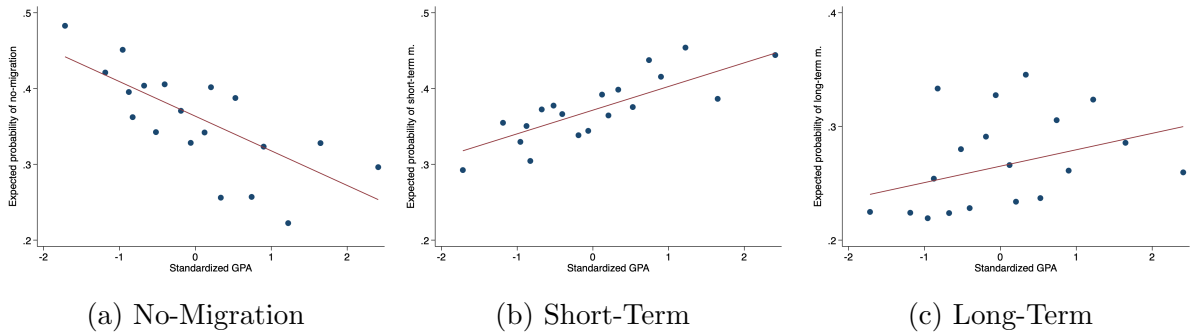 Expected probability of no-migration
.5
.4
.3
.2
-2 -1 0 1 2
Standardized GPA
(a) No-Migration
Expected probability of short-term m.
.5
.4
.3
.2
-2 -1 0 1 2
Standardized GPA
(b) Short-Term
Expected probability of long-term m.
.4
.3
.2
-2 -1 0 1 2
Standardized GPA
(c) Long-Term